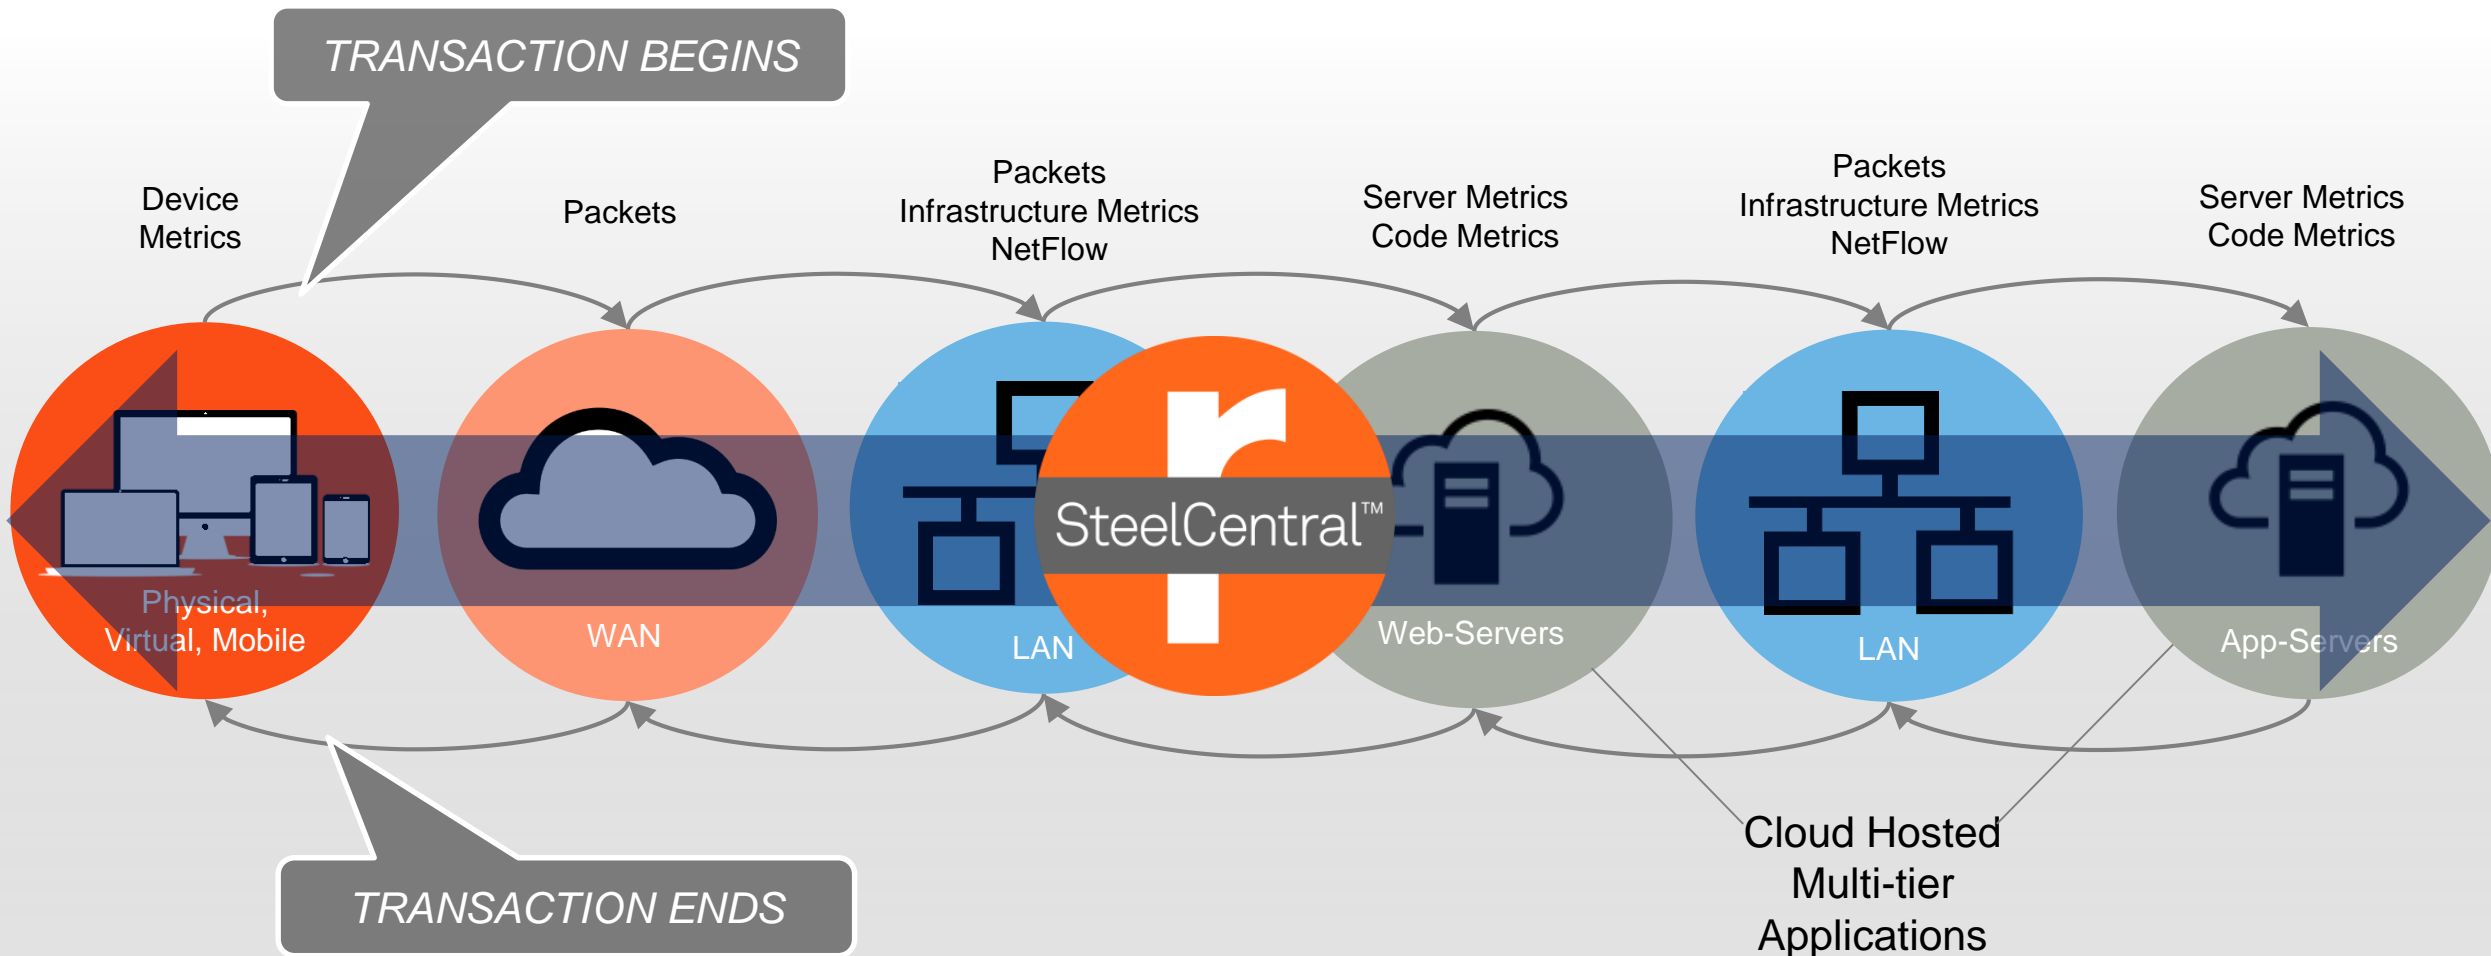 TRANSACTION BEGINS
Device
Metrics
Packets
Packets
Infrastructure Metrics
NetFlow
Server Metrics
Code Metrics
Packets
Infrastructure Metrics
NetFlow
Server Metrics
Code Metrics
r
SteelCentral™
Physical,
Virtual, Mobile
WAN
LAN
Web-Servers
LAN
App-Servers
Cloud Hosted
Multi-tier
Applications
TRANSACTION ENDS